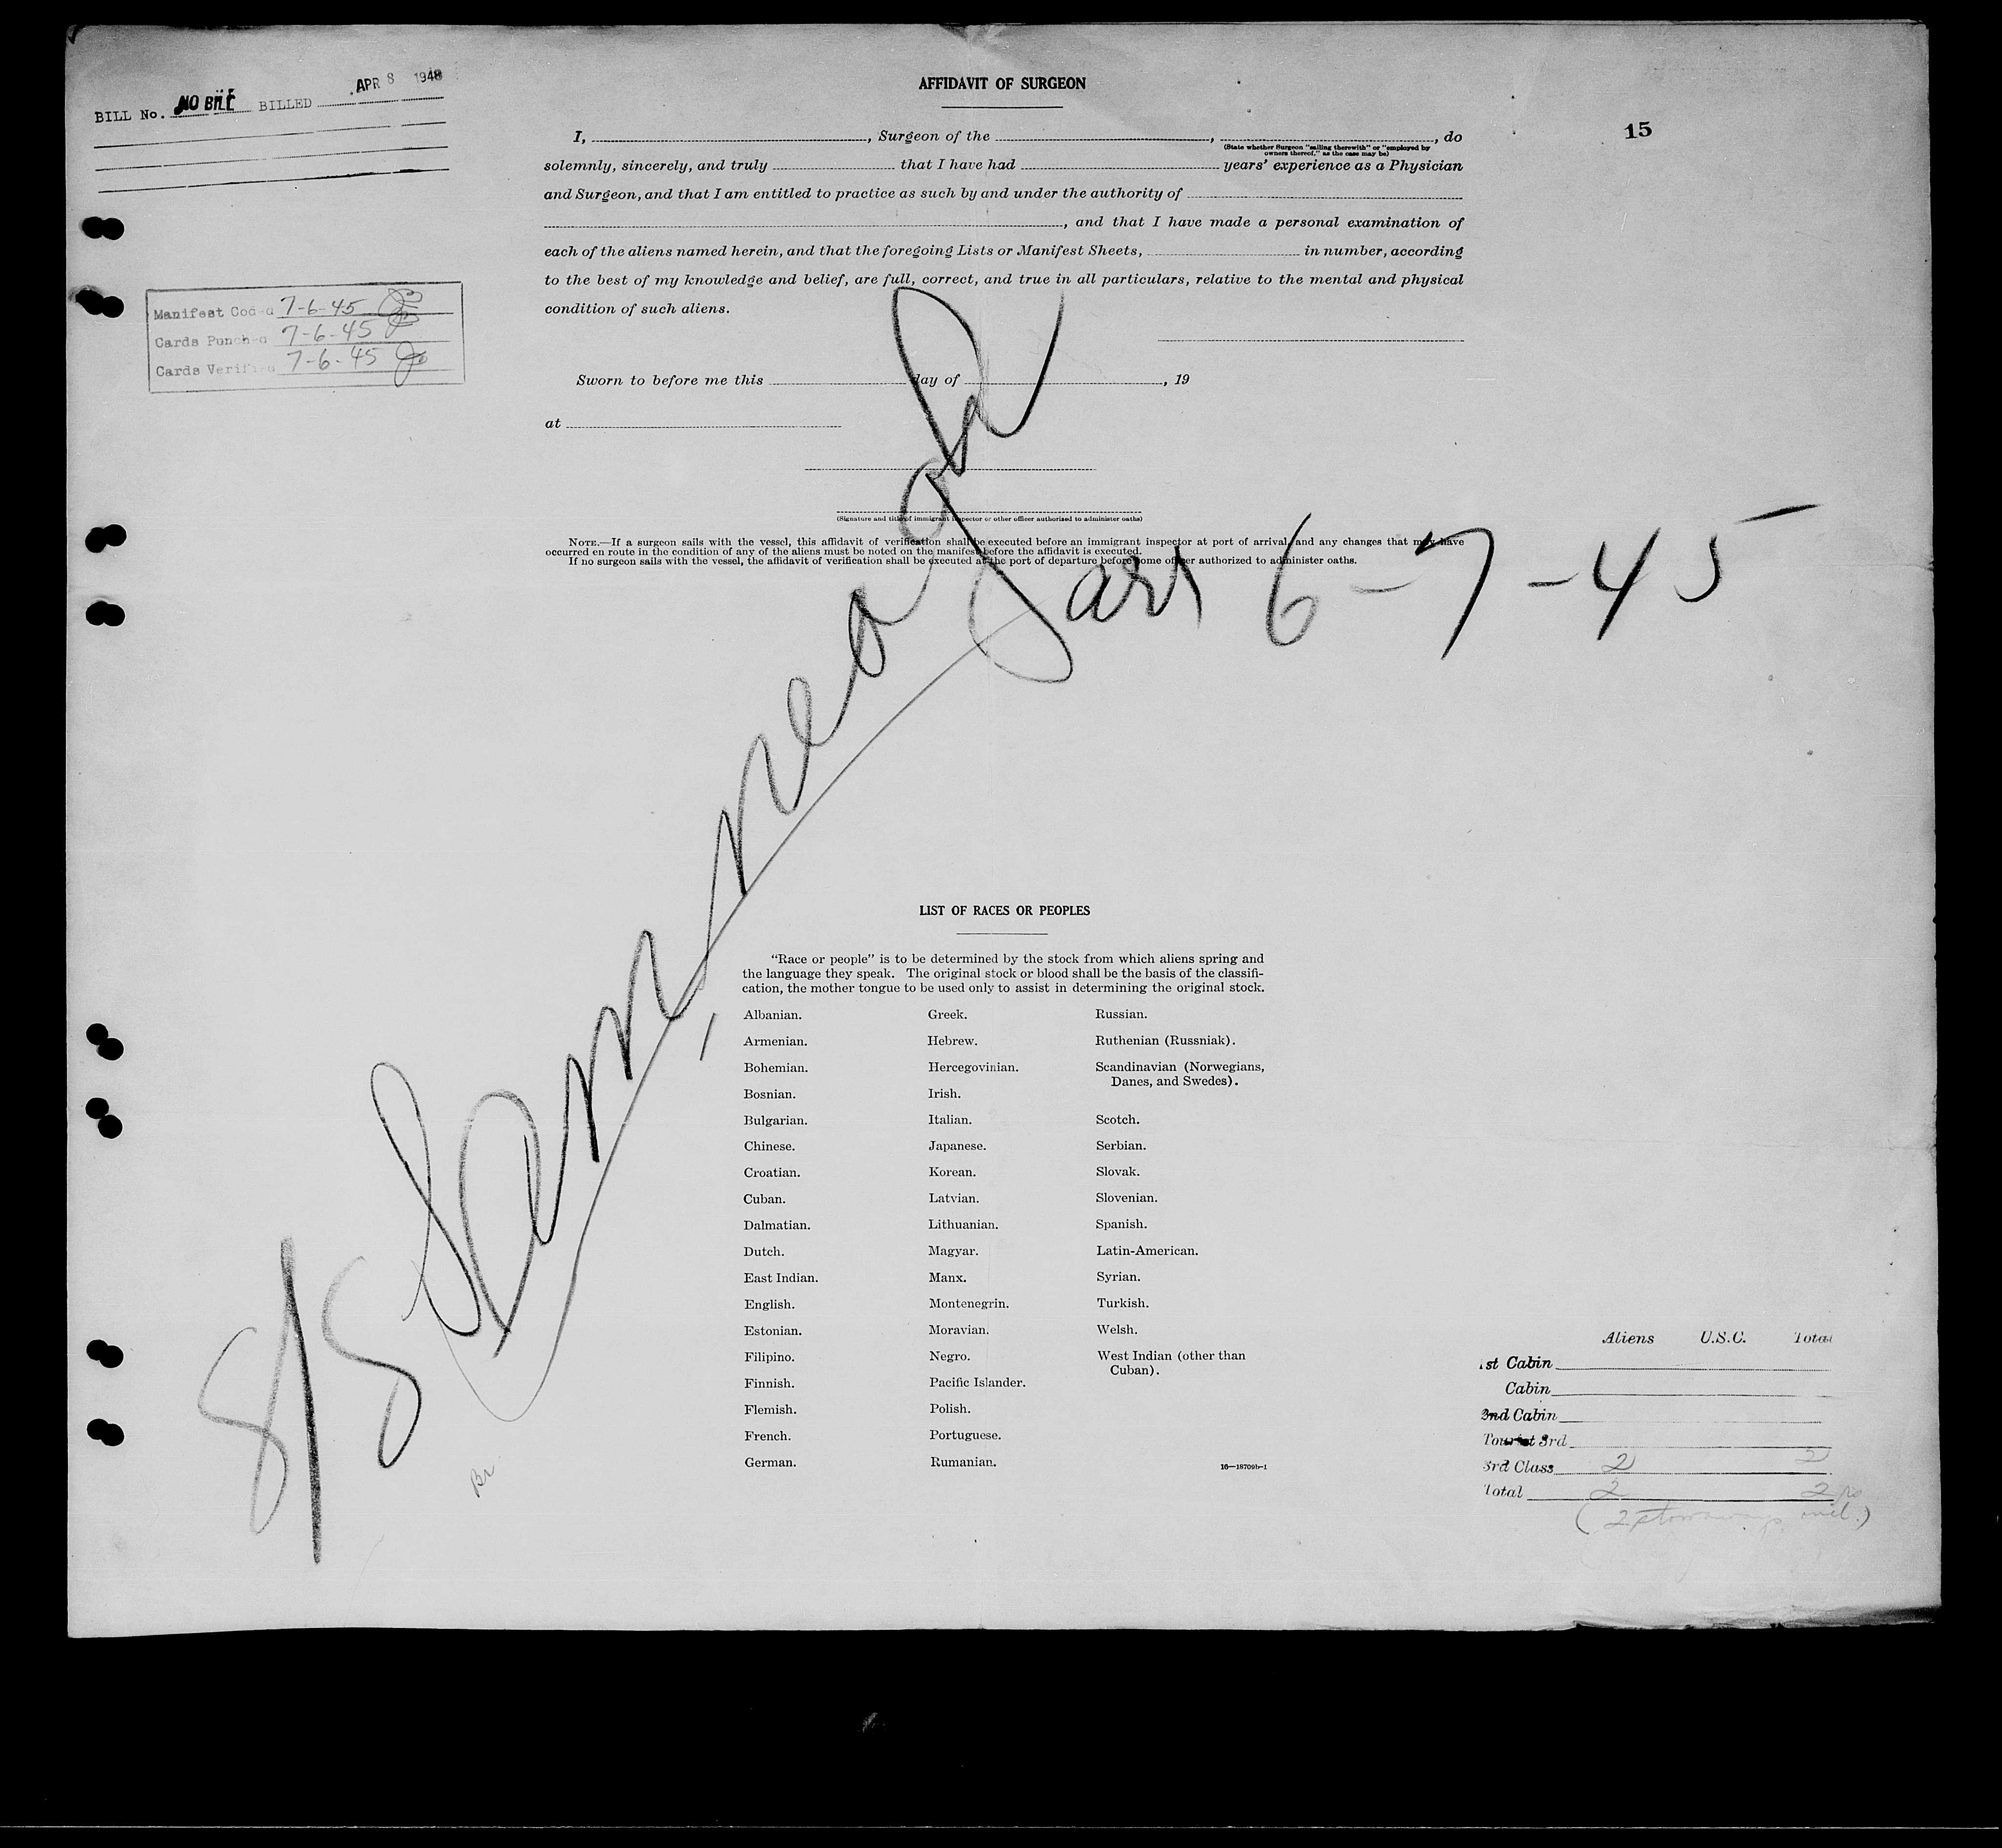 BILL No. NO BILL BILLED APR 8 1948
15
AFFIDAVIT OF SURGEON
I, , Surgeon of the , , do
(State whether Surgeon "sailing therewith" or "employed by
owners thereof," as the case may be)
solemnly, sincerely, and truly that I have had years' experience as a Physician
and Surgeon, and that I am entitled to practice as such by and under the authority of
, and that I have made a personal examination of
each of the aliens named herein, and that the foregoing Lists or Manifest Sheets, in number, according
to the best of my knowledge and belief, are full, correct, and true in all particulars, relative to the mental and physical
condition of such aliens.
Manifest Coded 7-6-45
Cards Punched 7-6-45
Cards Verified 7-6-45
Sworn to before me this day of , 19
at
(Signature and title of immigrant inspector or other officer authorized to administer oaths)
NOTE.—If a surgeon sails with the vessel, this affidavit of verification shall be executed before an immigrant inspector at port of arrival, and any changes that may have
occurred en route in the condition of any of the aliens must be noted on the manifest before the affidavit is executed.
If no surgeon sails with the vessel, the affidavit of verification shall be executed at the port of departure before some officer authorized to administer oaths.
S/S
arr 6-7-45
LIST OF RACES OR PEOPLES
"Race or people" is to be determined by the stock from which aliens spring and
the language they speak. The original stock or blood shall be the basis of the classifi-
cation, the mother tongue to be used only to assist in determining the original stock.
Albanian. Greek. Russian.
Armenian. Hebrew. Ruthenian (Russniak).
Bohemian. Hercegovinian. Scandinavian (Norwegians,
Danes, and Swedes).
Bosnian. Irish.
Bulgarian. Italian. Scotch.
Chinese. Japanese. Serbian.
Croatian. Korean. Slovak.
Cuban. Latvian. Slovenian.
Dalmatian. Lithuanian. Spanish.
Dutch. Magyar. Latin-American.
East Indian. Manx. Syrian.
English. Montenegrin. Turkish.
Estonian. Moravian. Welsh.
Filipino. Negro. West Indian (other than
Cuban).
Finnish. Pacific Islander.
Flemish. Polish.
French. Portuguese.
German. Rumanian.
16—18709b-1
Br
Aliens U.S.C. Total
1st Cabin
Cabin
2nd Cabin
Tourist 3rd
3rd Class 2 2
Total 2 2
(2 stowaways incl.)